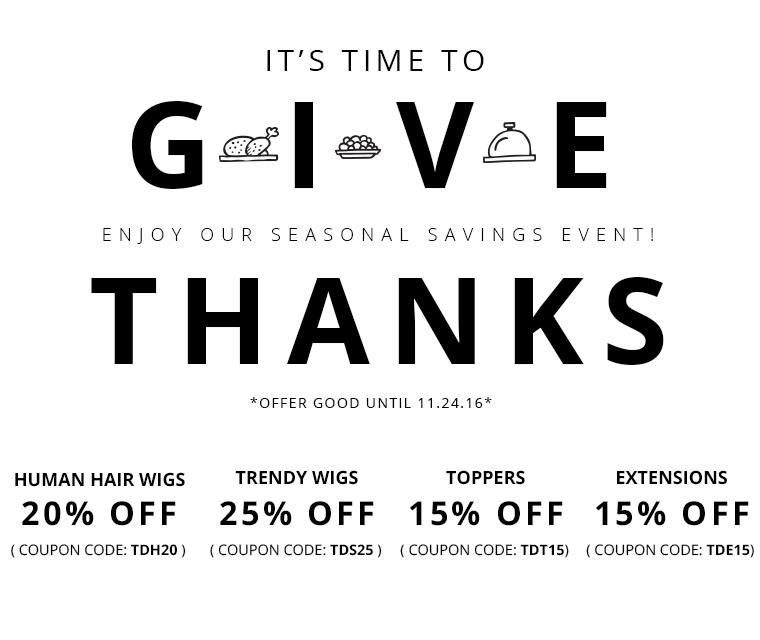 IT'S TIME TO
GIVE
ENJOY OUR SEASONAL SAVINGS EVENT!
THANKS
*OFFER GOOD UNTIL 11.24.16*
HUMAN HAIR WIGS
20% OFF
( COUPON CODE: TDH20 )
TRENDY WIGS
25% OFF
( COUPON CODE: TDS25 )
TOPPERS
15% OFF
( COUPON CODE: TDT15)
EXTENSIONS
15% OFF
( COUPON CODE: TDE15)